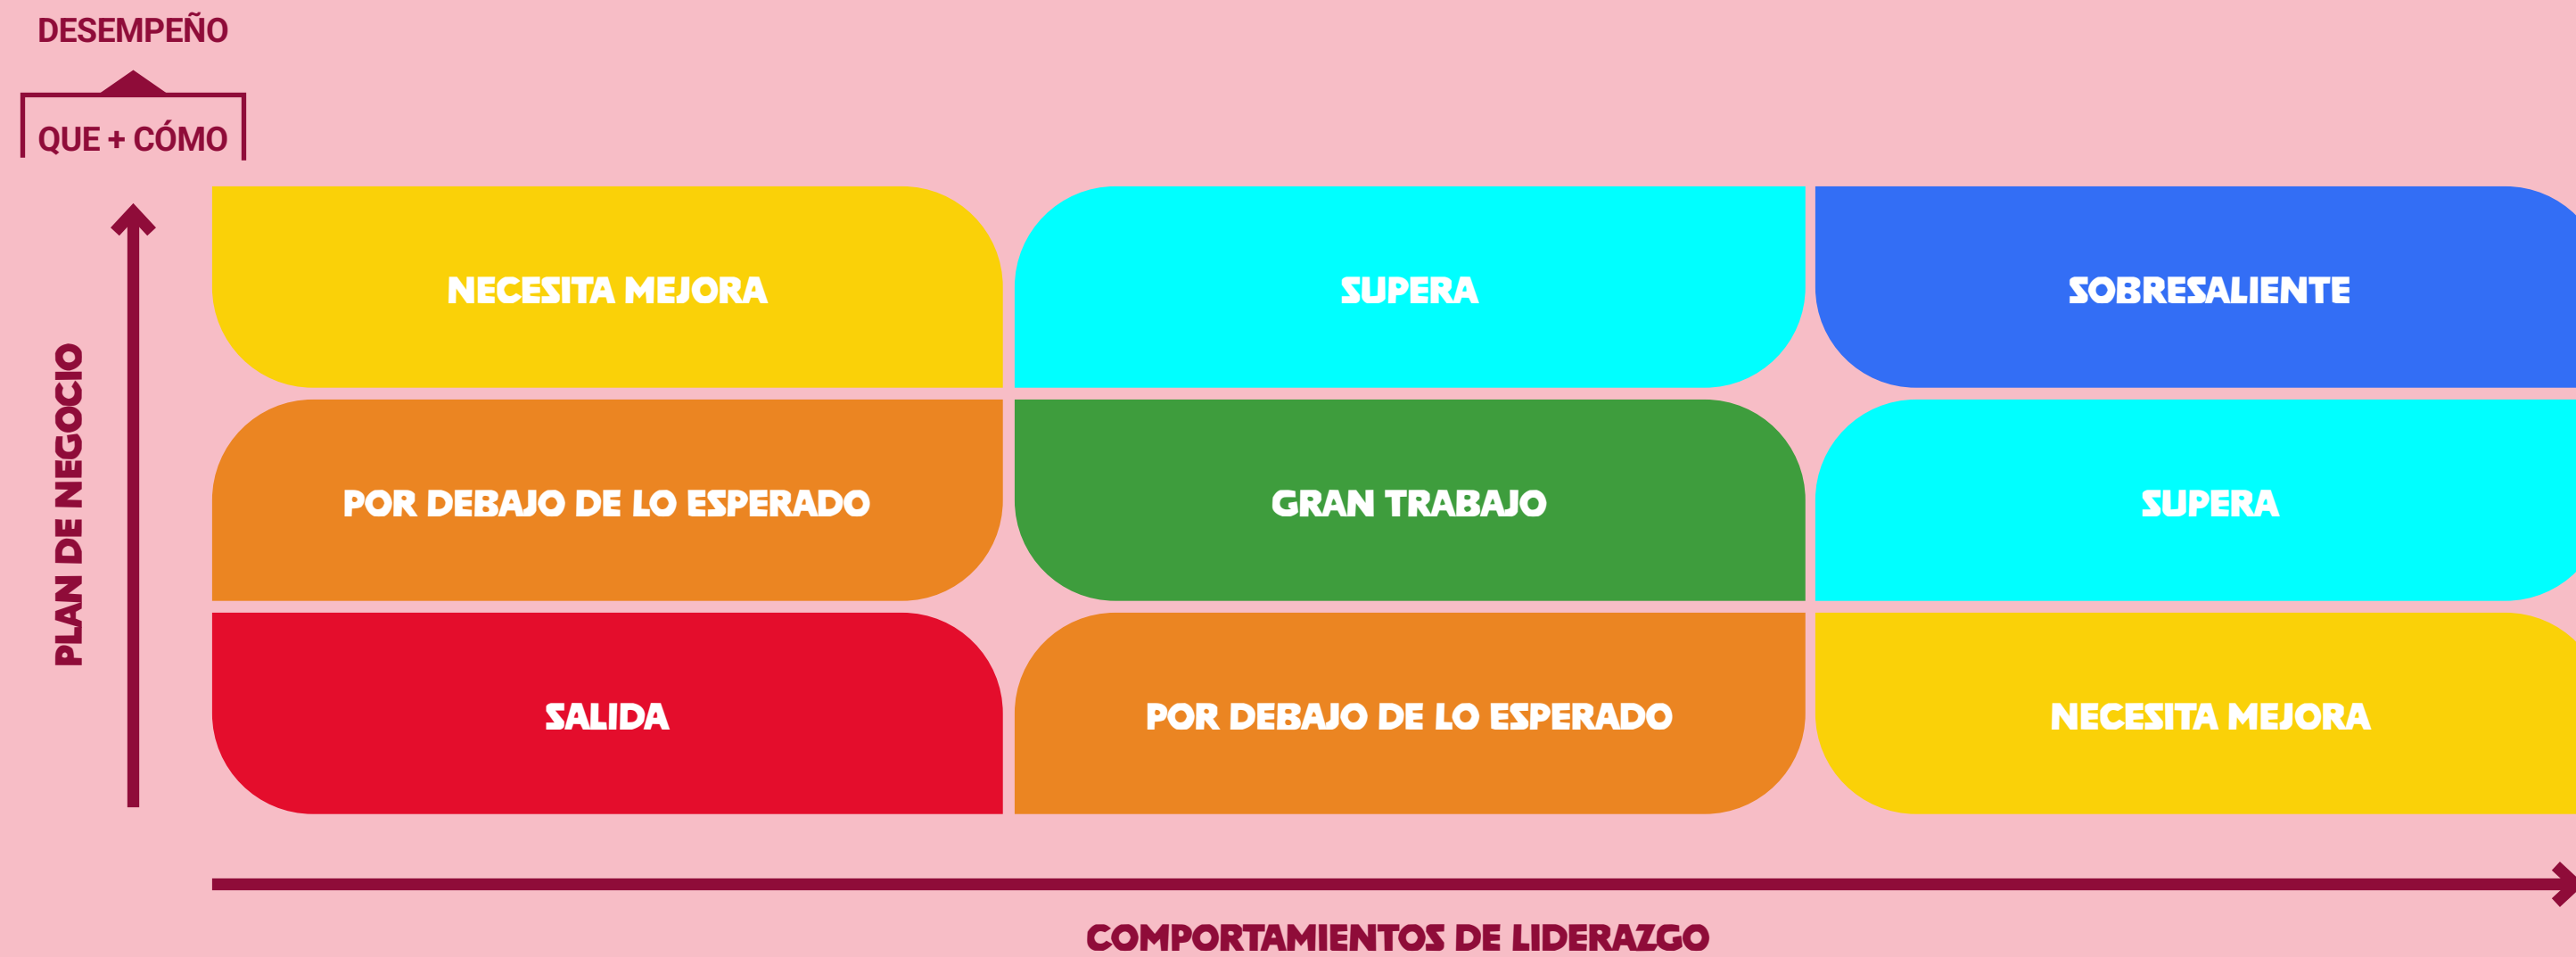 DESEMPEÑO
QUE + CÓMO
NECESITA MEJORA
SUPERA
SOBRESALIENTE
PLAN DE NEGOCIO
POR DEBAJO DE LO ESPERADO
GRAN TRABAJO
SUPERA
SALIDA
POR DEBAJO DE LO ESPERADO
NECESITA MEJORA
COMPORTAMIENTOS DE LIDERAZGO